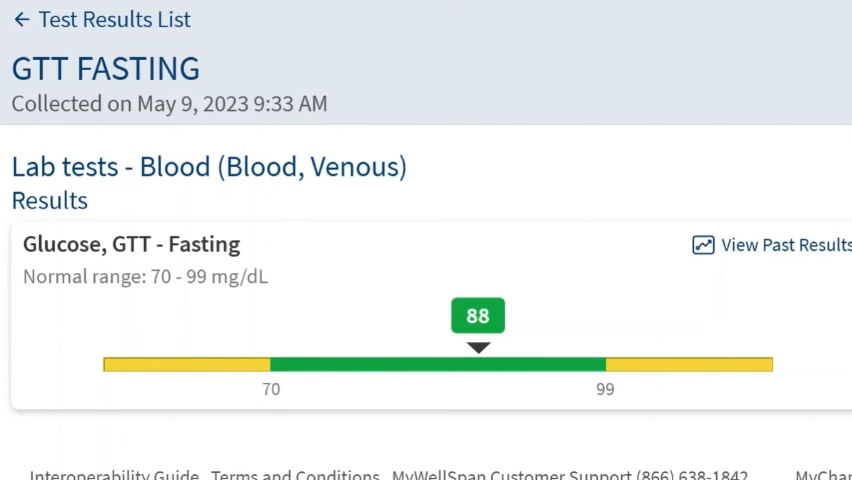 ← Test Results List
GTT FASTING
Collected on May 9, 2023 9:33 AM
Lab tests - Blood (Blood, Venous)
Results
Glucose, GTT - Fasting
View Past Results
Normal range: 70 - 99 mg/dL
88
70 99
Interoperability Guide Terms and Conditions MyWellSpan Customer Support (866) 638-1842